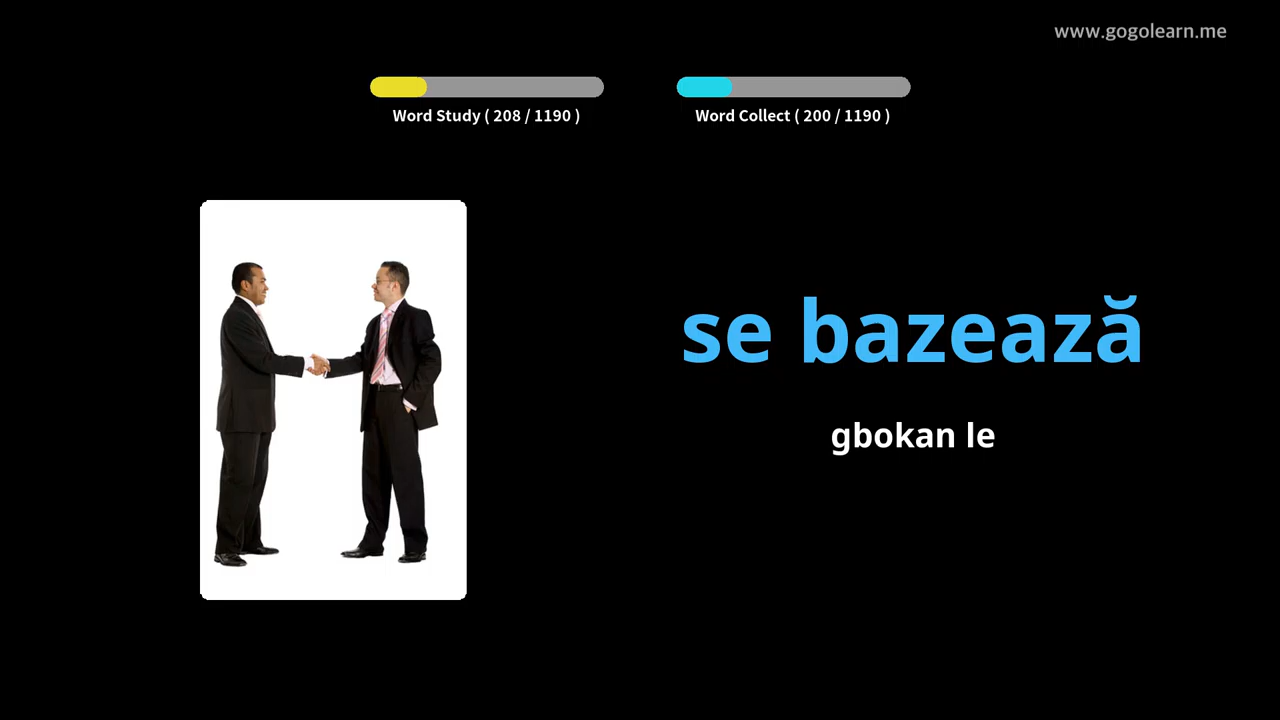 www.gogolearn.me
Word Study ( 208 / 1190 )
Word Collect ( 200 / 1190 )
se bazează
gbokan le